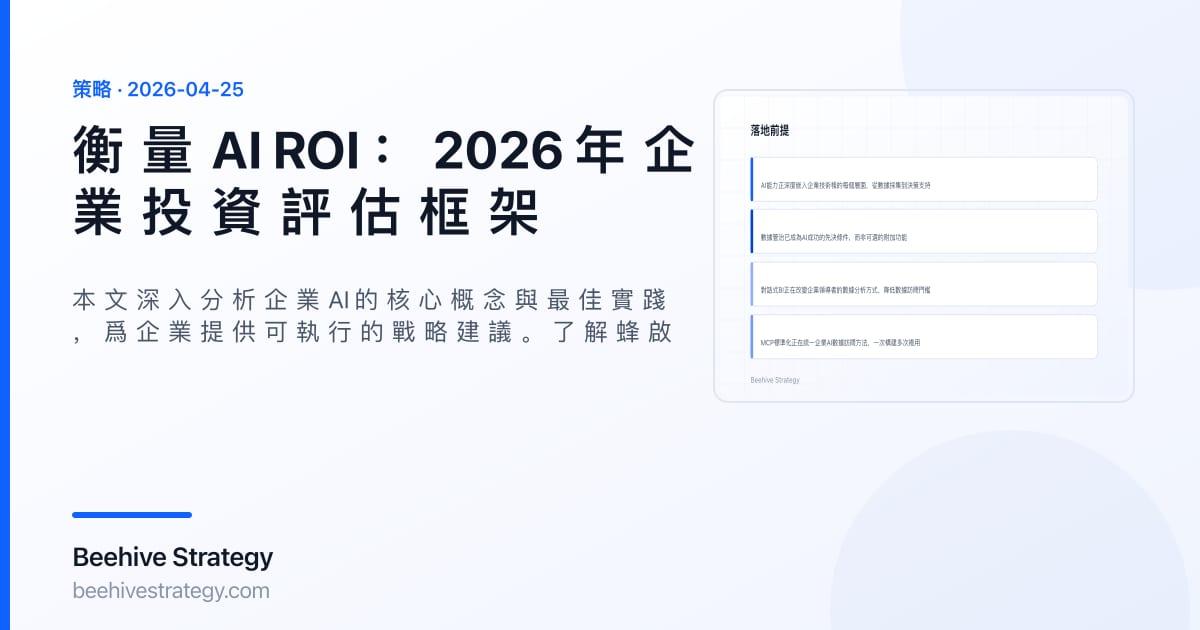 策略 · 2026-04-25
衡量AI ROI： 2026年企
業投資評估框架
本文深入分析企業AI的核心概念與最佳實踐
，爲企業提供可執行的戰略建議。了解蜂啟
落地前提
AI能力正深度嵌入企業技術棧的每個層面，從數據採集到決策支持
數據管治已成為AI成功的先決條件，而非可選的附加功能
對話式BI正在改變企業領導者的數據分析方式，降低數據訪問門檻
MCP標準化正在統一企業AI數據訪問方法，一次構建多次複用
Beehive Strategy
Beehive Strategy
beehivestrategy.com